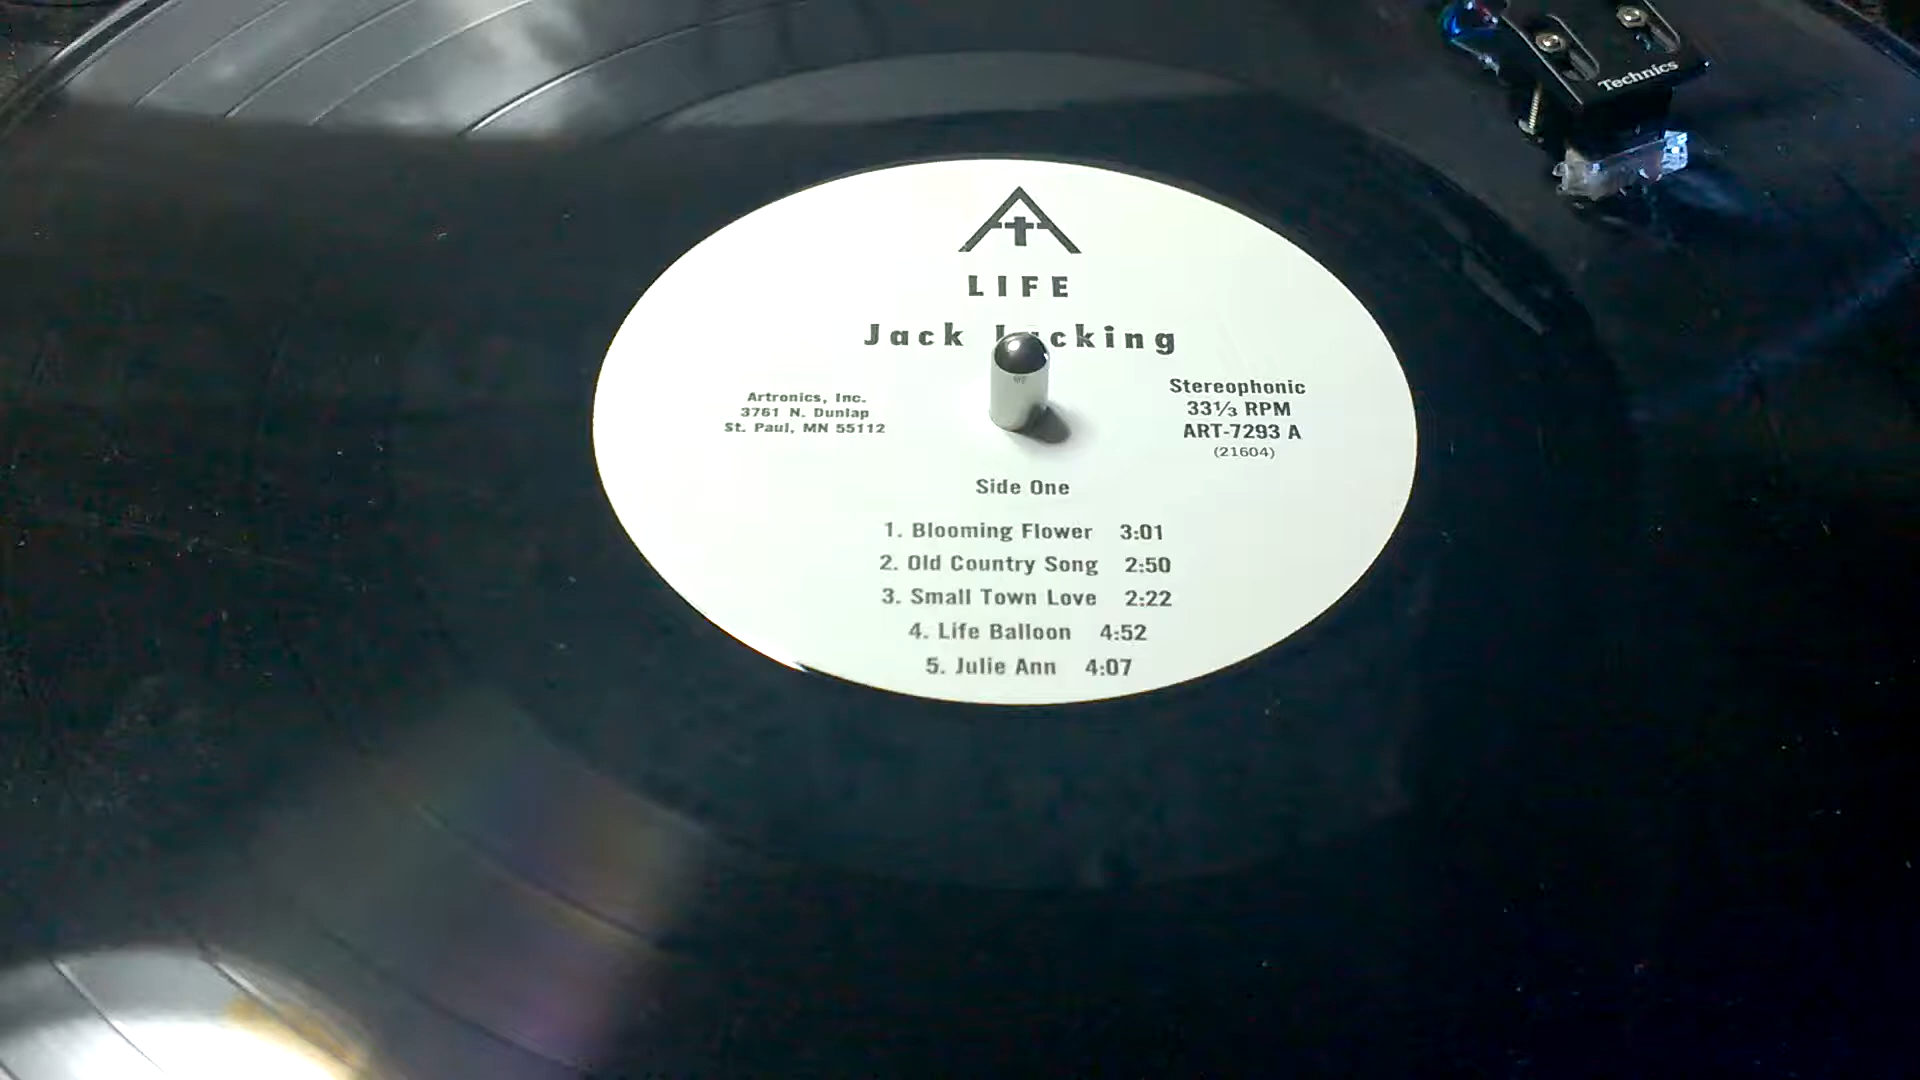 LIFE
Jack
Artronics, Inc.
3761 N. Dunlap
St. Paul, MN 55112
Stereophonic
33⅓ RPM
ART-7293 A
(21604)
Side One
1. Blooming Flower 3:01
2. Old Country Song 2:50
3. Small Town Love 2:22
4. Life Balloon 4:52
5. Julie Ann 4:07
Technics